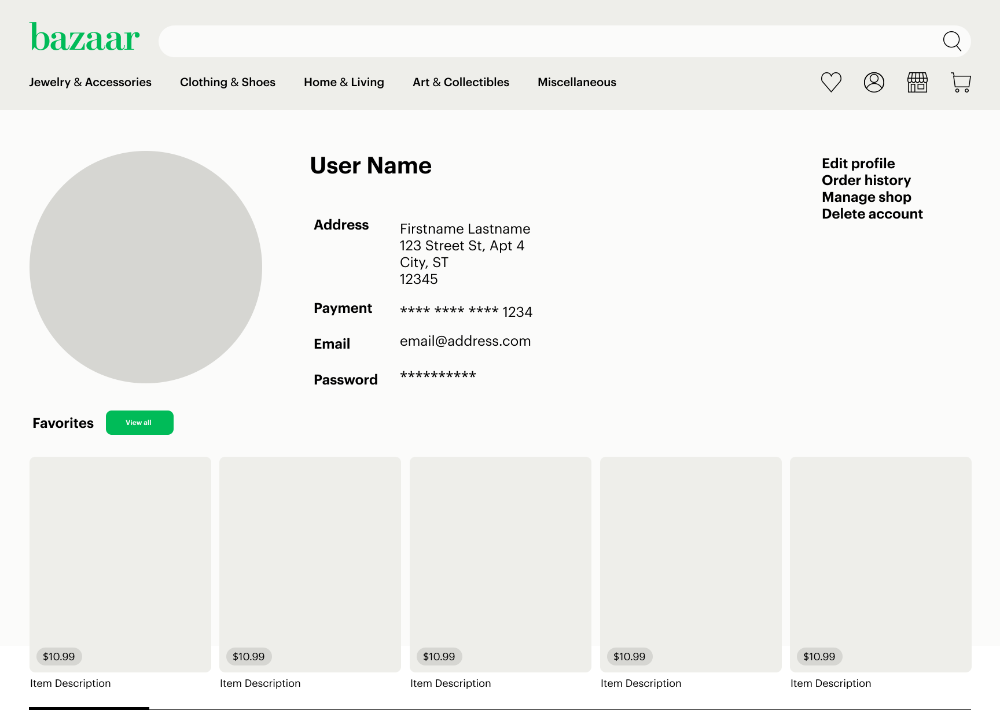 bazaar
Jewelry & Accessories
Clothing & Shoes
Home & Living
Art & Collectibles
Miscellaneous
User Name
Edit profile
Order history
Manage shop
Delete account
Address
Firstname Lastname
123 Street St, Apt 4
City, ST
12345
Payment
**** **** **** 1234
Email
email@address.com
Password
**********
Favorites
View all
$10.99
$10.99
$10.99
$10.99
$10.99
Item Description
Item Description
Item Description
Item Description
Item Description